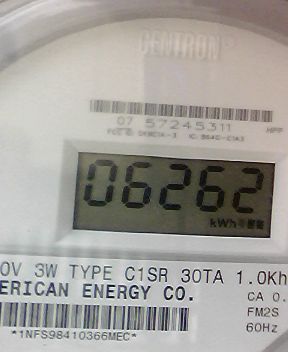 CENTRON®
07 57245311
HPP
06262
kWh
0V 3W TYPE C1SR 30TA 1.0Kh
ERICAN ENERGY CO.
CA 0.
FM2S
60Hz
*1NFS98410366MEC*